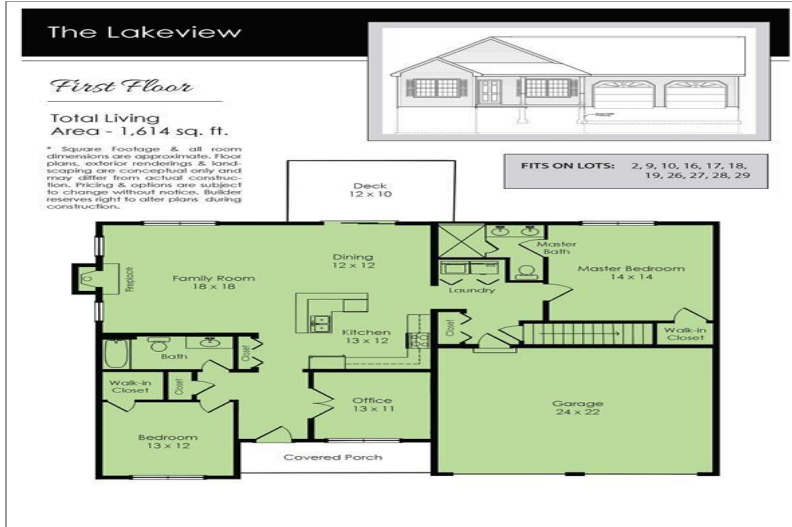 The Lakeview
First Floor
Total Living
Area - 1,614 sq. ft.
* Square Footage & all room
dimensions are approximate. Floor
plans, exterior renderings & land-
scaping are conceptual only and
may differ from actual construc-
tion. Pricing & options are subject
to change without notice. Builder
reserves right to alter plans during
construction.
FITS ON LOTS: 2, 9, 10, 16, 17, 18,
19, 26, 27, 28, 29
Deck
12 x 10
Dining
12 x 12
Family Room
18 x 18
Fireplace
Master
Bath
Master Bedroom
14 x 14
Laundry
Kitchen
13 x 12
Closet
Walk-in
Closet
Bath
Closet
Walk-in
Closet
Closet
Office
13 x 11
Garage
24 x 22
Bedroom
13 x 12
Covered Porch